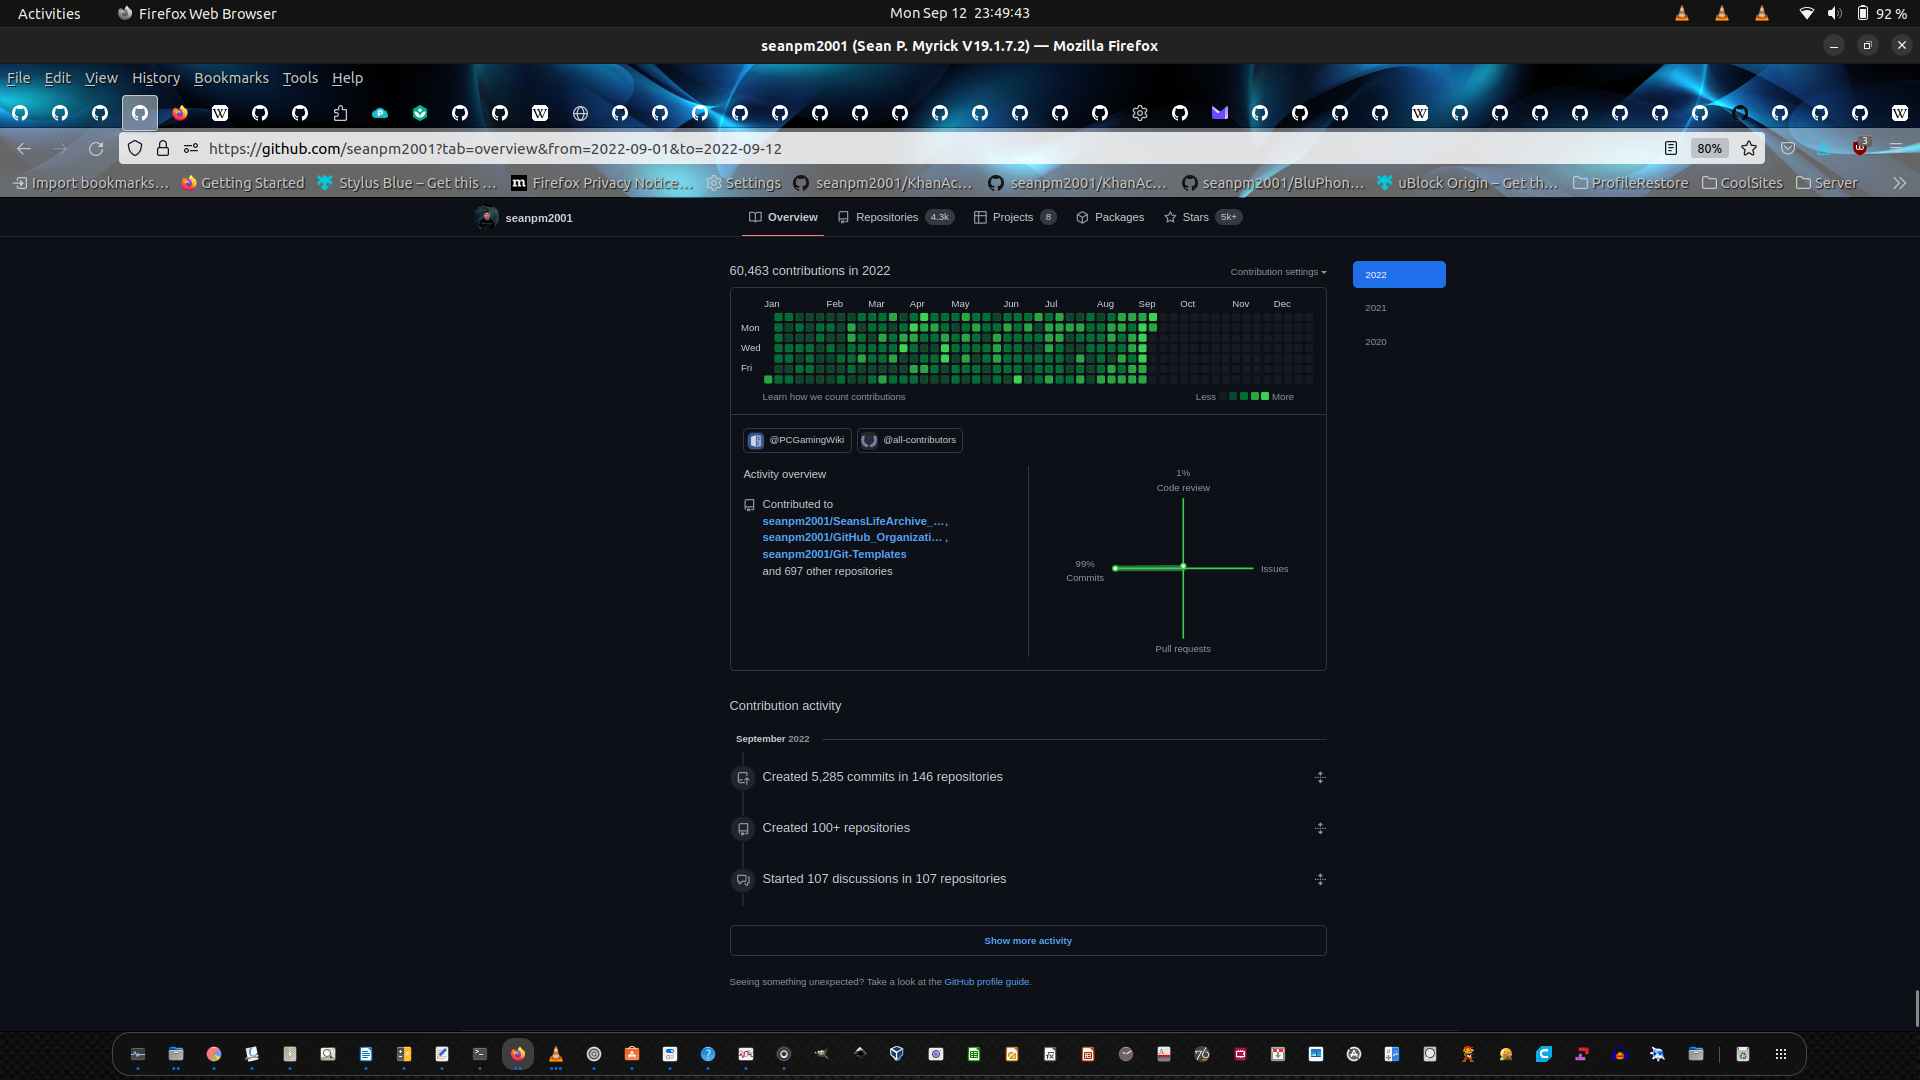 Activities Firefox Web Browser Mon Sep 12 23:49:43 92 %
seanpm2001 (Sean P. Myrick V19.1.7.2) — Mozilla Firefox
File Edit View History Bookmarks Tools Help
https://github.com/seanpm2001?tab=overview&from=2022-09-01&to=2022-09-12 80% 3
Import bookmarks… Getting Started Stylus Blue – Get this … Firefox Privacy Notice… Settings seanpm2001/KhanAc… seanpm2001/KhanAc… seanpm2001/BluPhon… uBlock Origin – Get th… ProfileRestore CoolSites Server
seanpm2001 Overview Repositories 4.3k Projects 8 Packages Stars 5k+
60,463 contributions in 2022 Contribution settings
2022
2021
2020
Jan Feb Mar Apr May Jun Jul Aug Sep Oct Nov Dec
Mon
Wed
Fri
Learn how we count contributions Less More
@PCGamingWiki @all-contributors
Activity overview
Contributed to
seanpm2001/SeansLifeArchive_…,
seanpm2001/GitHub_Organizati… ,
seanpm2001/Git-Templates
and 697 other repositories
1%
Code review
99%
Commits
Issues
Pull requests
Contribution activity
September 2022
Created 5,285 commits in 146 repositories
Created 100+ repositories
Started 107 discussions in 107 repositories
Show more activity
Seeing something unexpected? Take a look at the GitHub profile guide.